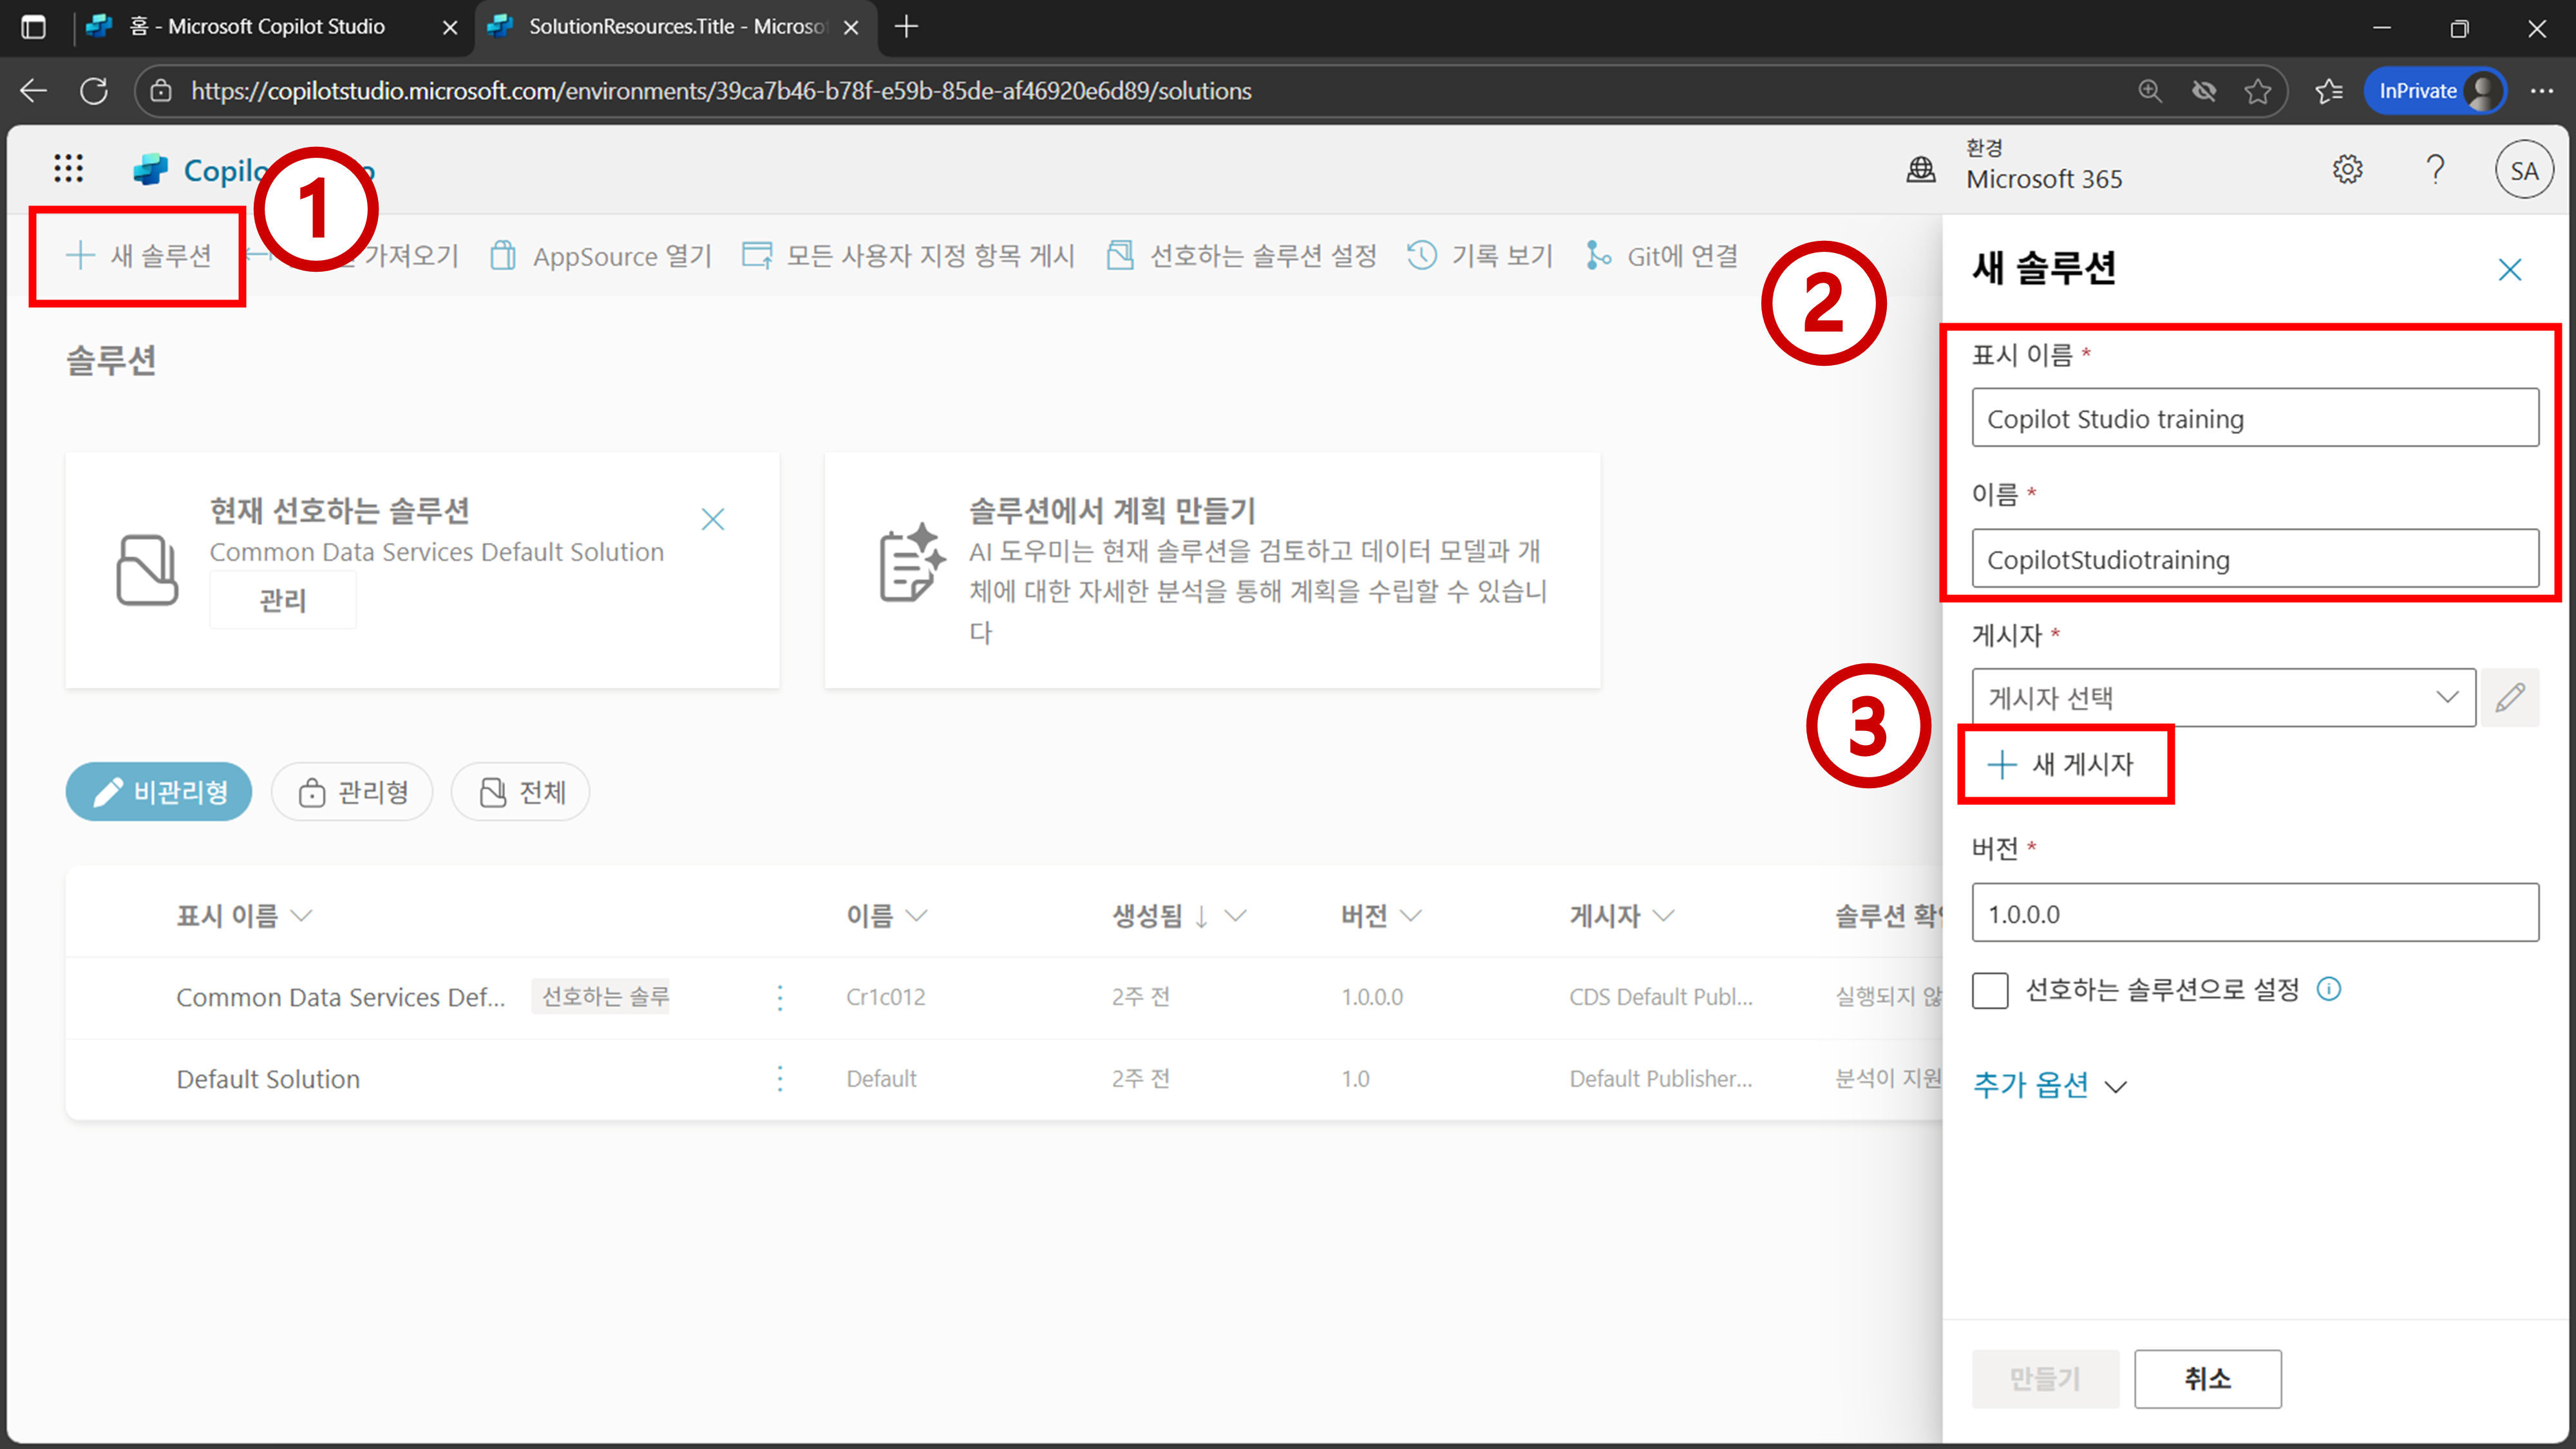 홈 - Microsoft Copilot Studio
SolutionResources.Title - Microso
https://copilotstudio.microsoft.com/environments/39ca7b46-b78f-e59b-85de-af46920e6d89/solutions
InPrivate
Copilo
환경
Microsoft 365
SA
1
새 솔루션
가져오기
AppSource 열기
모든 사용자 지정 항목 게시
선호하는 솔루션 설정
기록 보기
Git에 연결
솔루션
현재 선호하는 솔루션
Common Data Services Default Solution
관리
솔루션에서 계획 만들기
AI 도우미는 현재 솔루션을 검토하고 데이터 모델과 개
체에 대한 자세한 분석을 통해 계획을 수립할 수 있습니
다
비관리형
관리형
전체
표시 이름
이름
생성됨
버전
게시자
솔루션 확인
Common Data Services Def...
선호하는 솔루
Cr1c012
2주 전
1.0.0.0
CDS Default Publ...
실행되지 않
Default Solution
Default
2주 전
1.0
Default Publisher...
분석이 지원
2
새 솔루션
표시 이름 *
Copilot Studio training
이름 *
CopilotStudiotraining
게시자 *
게시자 선택
3
새 게시자
버전 *
1.0.0.0
선호하는 솔루션으로 설정
추가 옵션
만들기
취소